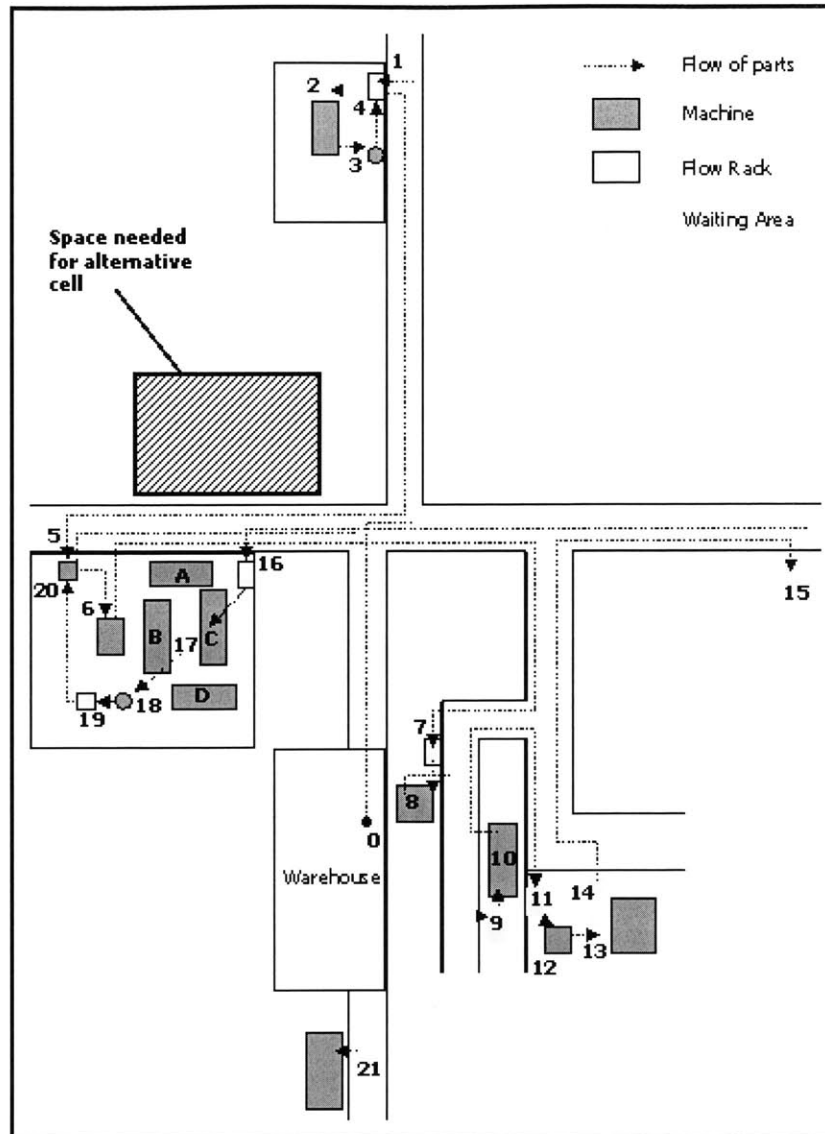 1
Flow of parts
2
4
Machine
3
Flow Rack
Waiting Area
Space needed
for alternative
cell
5
16
15
20
A
6
B
C
17
7
D
19
18
8
0
10
Warehouse
14
11
9
13
12
21